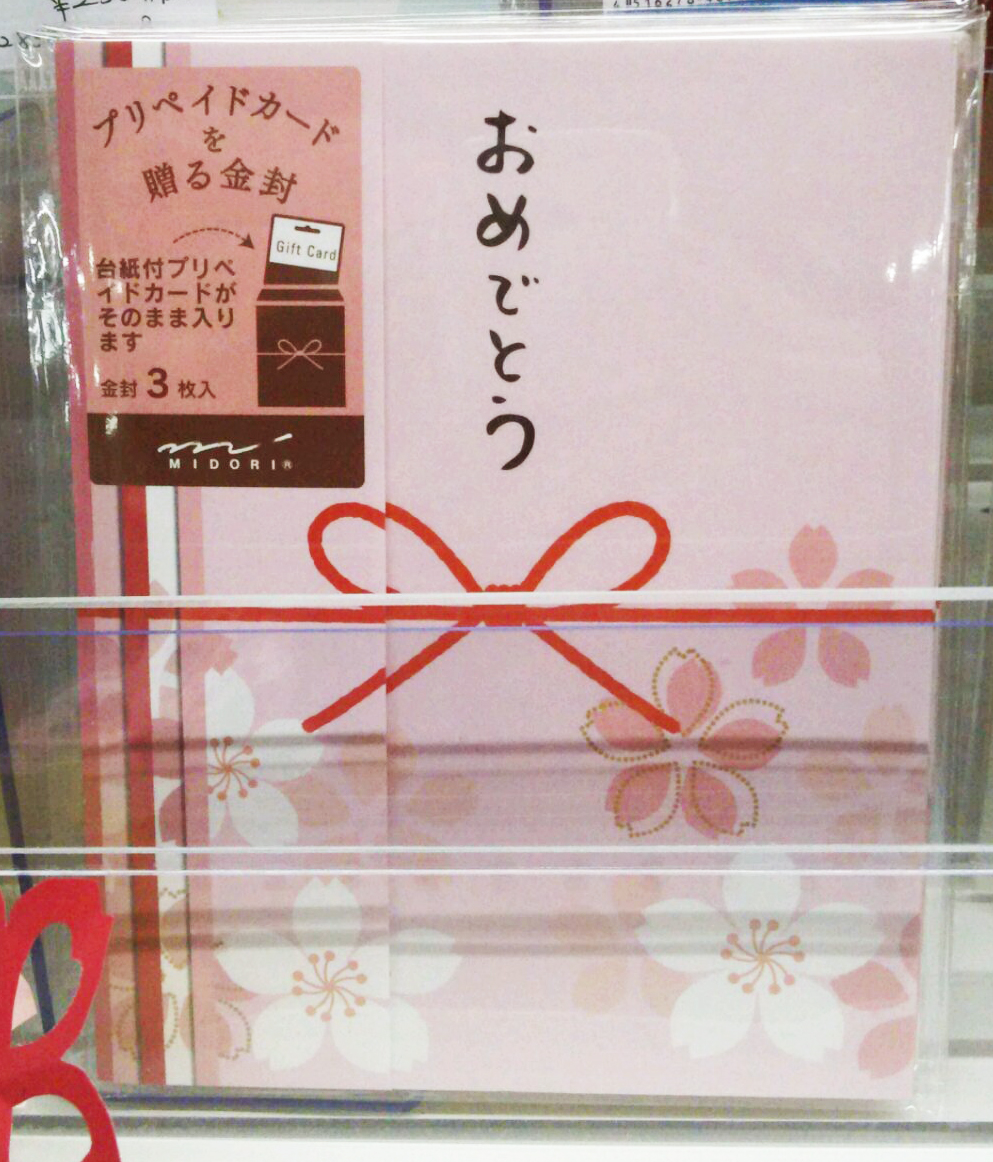 プリペイドカード
を
贈る金封
Gift Card
台紙付プリペ
イドカードが
そのまま入り
ます
金封 3 枚入
MIDORI®
おめでとう